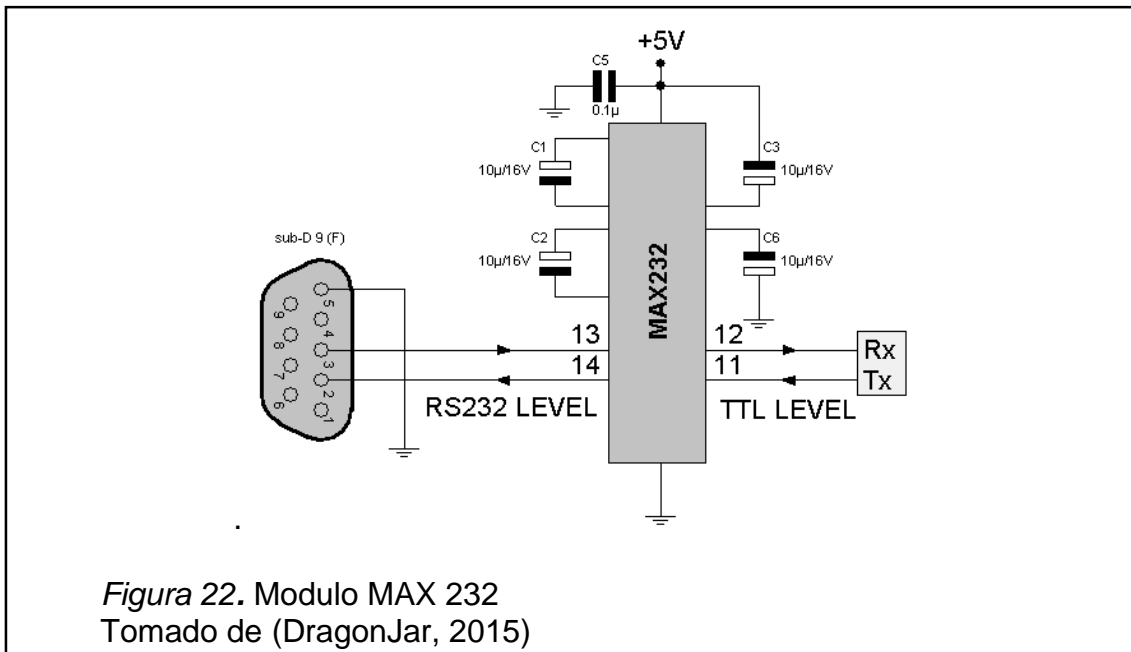 +5V
C5
0.1µ
C1
10µ/16V
C3
10µ/16V
C2
10µ/16V
C6
10µ/16V
MAX232
sub-D 9 (F)
5
9
4
8
3
7
2
6
1
13
12
14
11
Rx
Tx
RS232 LEVEL
TTL LEVEL
.
Figura 22. Modulo MAX 232
Tomado de (DragonJar, 2015)